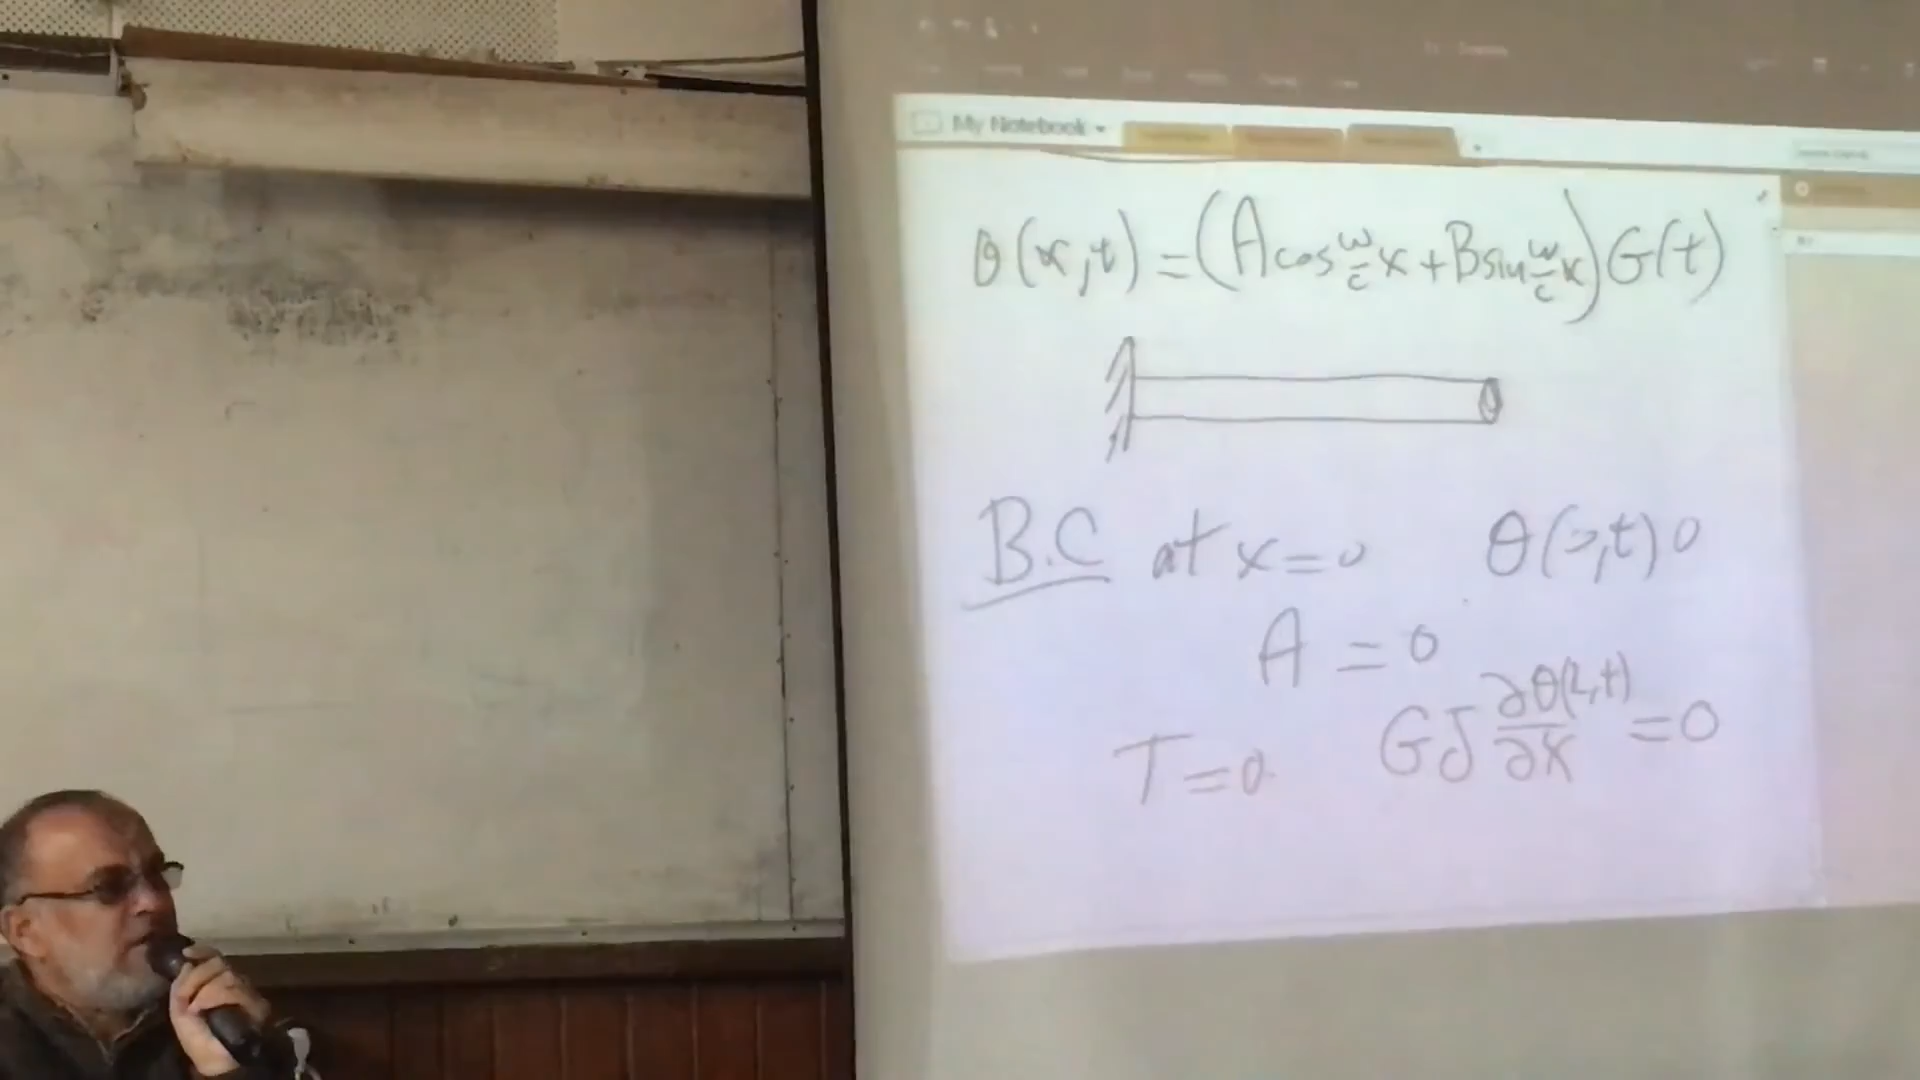 My Notebook
θ(x,t) = (A cos ω/c x + B sin ω/c x) G(t)
B.C at x=0 θ(0,t) 0
A = 0
T = 0 GJ ∂θ(L,t)/∂x = 0